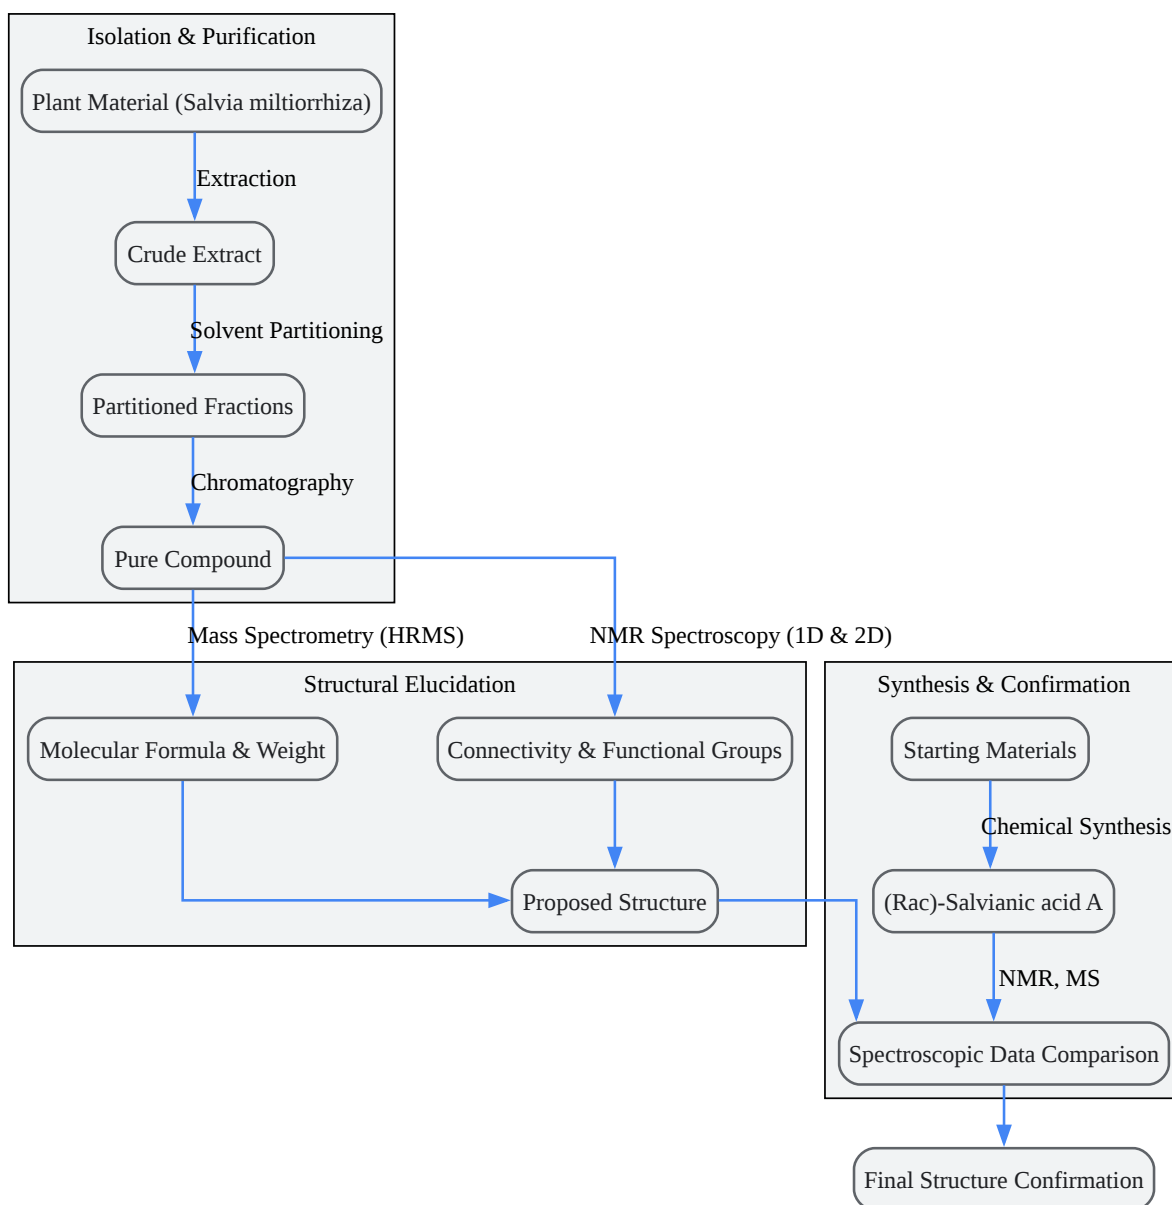 Isolation & Purification
Plant Material (Salvia miltiorrhiza)
Extraction
Crude Extract
Solvent Partitioning
Partitioned Fractions
Chromatography
Pure Compound
Mass Spectrometry (HRMS)
NMR Spectroscopy (1D & 2D)
Structural Elucidation
Molecular Formula & Weight
Connectivity & Functional Groups
Proposed Structure
Synthesis & Confirmation
Starting Materials
Chemical Synthesis
(Rac)-Salvianic acid A
NMR, MS
Spectroscopic Data Comparison
Final Structure Confirmation